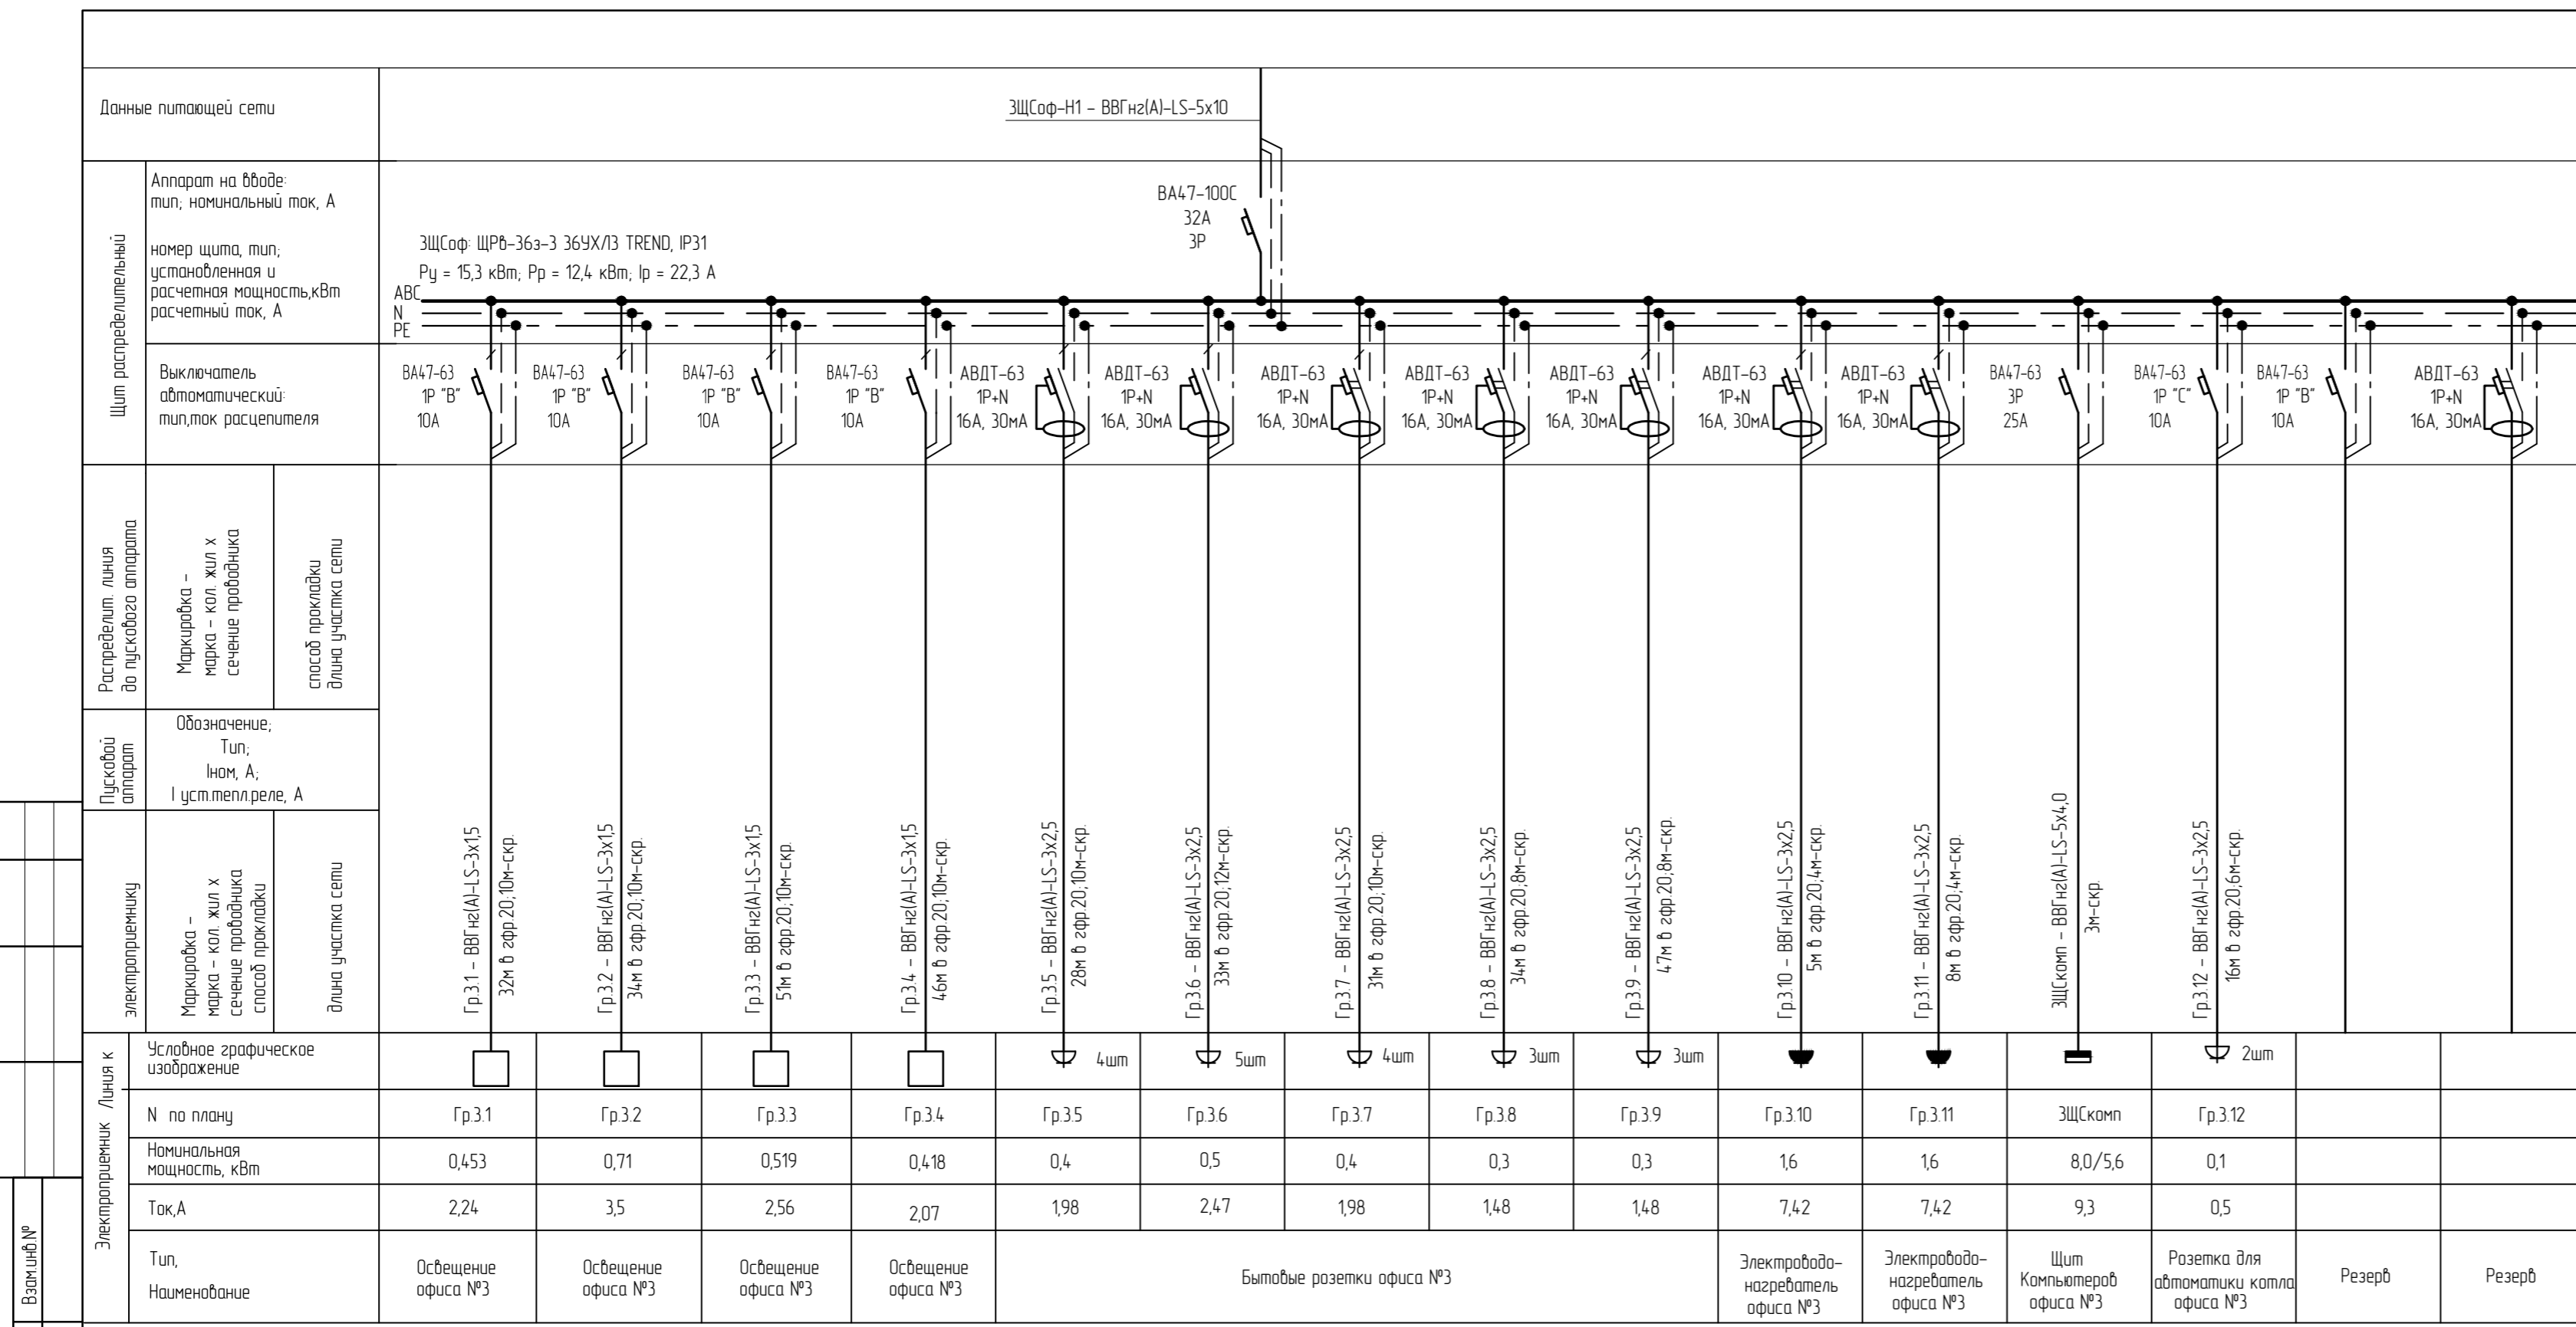 Данные питающей сети
3ЩСоф-Н1 - ВВГнг(А)-LS-5х10
Щит распределительный
Аппарат на вводе:
тип; номинальный ток, А
номер щита, тип;
установленная и
расчетная мощность,кВт
расчетный ток, А
ВА47-100С
32А
3Р
3ЩСоф: ЩРв-36з-3 36УХЛ3 TREND, IP31
Ру = 15,3 кВт; Рр = 12,4 кВт; Iр = 22,3 А
АВС
N
PE
Выключатель
автоматический:
тип,ток расцепителя
ВА47-63
1Р "В"
10А
ВА47-63
1Р "В"
10А
ВА47-63
1Р "В"
10А
ВА47-63
1Р "В"
10А
АВДТ-63
1Р+N
16А, 30мА
АВДТ-63
1Р+N
16А, 30мА
АВДТ-63
1Р+N
16А, 30мА
АВДТ-63
1Р+N
16А, 30мА
АВДТ-63
1Р+N
16А, 30мА
АВДТ-63
1Р+N
16А, 30мА
АВДТ-63
1Р+N
16А, 30мА
ВА47-63
3Р
25А
ВА47-63
1Р "С"
10А
ВА47-63
1Р "В"
10А
АВДТ-63
1Р+N
16А, 30мА
Распределит. линия
до пускового аппарата
Маркировка -
марка - кол. жил х
сечение проводника
способ прокладки
длина участка сети
Пусковой
аппарат
Обозначение;
Тип;
Iном, А;
I уст.тепл.реле, А
электроприемнику
Маркировка -
марка - кол. жил х
сечение проводника
способ прокладки
длина участка сети
Гр.3.1 - ВВГнг(А)-LS-3х1,5
32м в гфр.20;10м-скр.
Гр.3.2 - ВВГнг(А)-LS-3х1,5
34м в гфр.20;10м-скр.
Гр.3.3 - ВВГнг(А)-LS-3х1,5
51м в гфр.20;10м-скр.
Гр.3.4 - ВВГнг(А)-LS-3х1,5
46м в гфр.20;10м-скр.
Гр.3.5 - ВВГнг(А)-LS-3х2,5
28м в гфр.20;10м-скр.
Гр.3.6 - ВВГнг(А)-LS-3х2,5
33м в гфр.20;12м-скр.
Гр.3.7 - ВВГнг(А)-LS-3х2,5
31м в гфр.20;10м-скр.
Гр.3.8 - ВВГнг(А)-LS-3х2,5
34м в гфр.20;8м-скр.
Гр.3.9 - ВВГнг(А)-LS-3х2,5
47м в гфр.20;8м-скр.
Гр.3.10 - ВВГнг(А)-LS-3х2,5
5м в гфр.20;4м-скр.
Гр.3.11 - ВВГнг(А)-LS-3х2,5
8м в гфр.20;4м-скр.
3ЩСкомп - ВВГнг(А)-LS-5х4,0
3м-скр.
Гр.3.12 - ВВГнг(А)-LS-3х2,5
16м в гфр.20;6м-скр.
Электроприемник Линия к
Условное графическое
изображение
4шт
5шт
4шт
3шт
3шт
2шт
N по плану
Гр.3.1
Гр.3.2
Гр.3.3
Гр.3.4
Гр.3.5
Гр.3.6
Гр.3.7
Гр.3.8
Гр.3.9
Гр.3.10
Гр.3.11
3ЩСкомп
Гр.3.12
Номинальная
мощность, кВт
0,453
0,71
0,519
0,418
0,4
0,5
0,4
0,3
0,3
1,6
1,6
8,0/5,6
0,1
Ток,А
2,24
3,5
2,56
2,07
1,98
2,47
1,98
1,48
1,48
7,42
7,42
9,3
0,5
Тип,
Наименование
Освещение
офиса №3
Освещение
офиса №3
Освещение
офиса №3
Освещение
офиса №3
Бытовые розетки офиса №3
Электроводо-
нагреватель
офиса №3
Электроводо-
нагреватель
офиса №3
Щит
Компьютеров
офиса №3
Розетка для
автоматики котла
офиса №3
Резерв
Резерв
Взам.инв.№